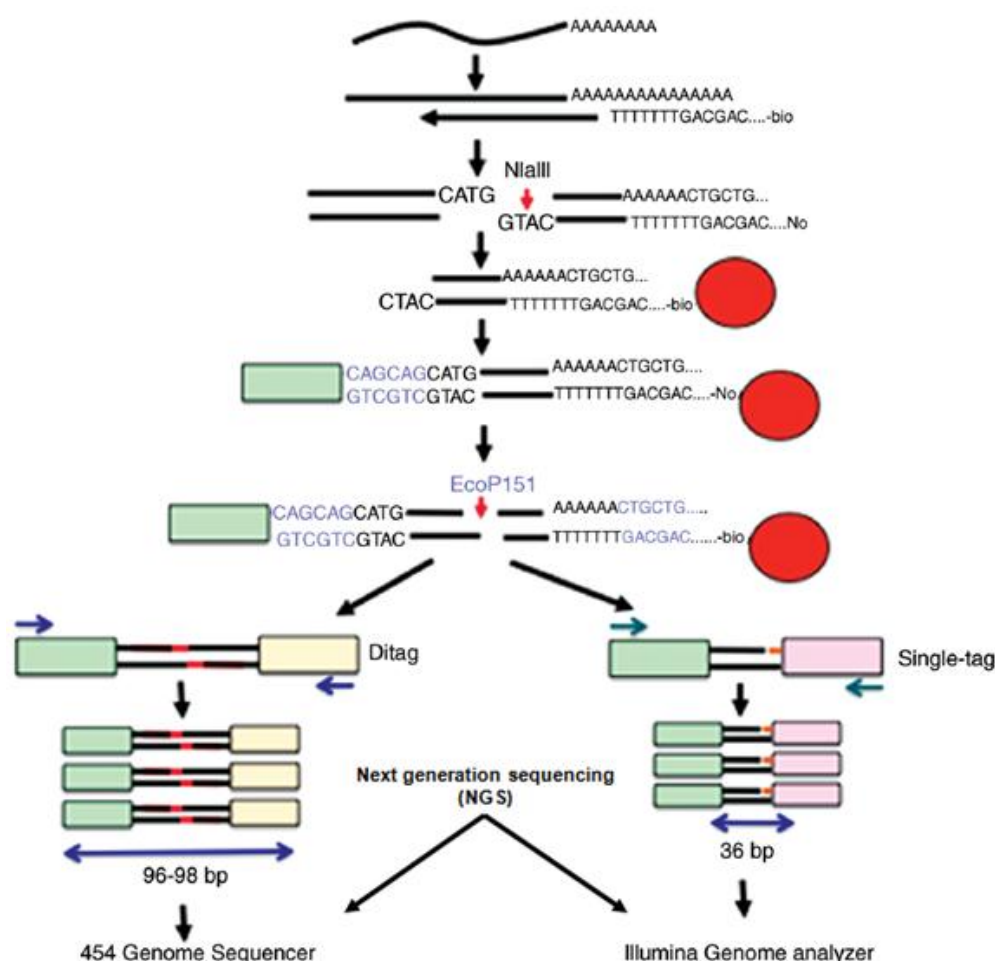 AAAAAAAA
AAAAAAAAAAAAAAA
TTTTTTTGACGAC....-bio
NlaIII
CATG
AAAAAACTGCTG...
GTAC
TTTTTTTGACGAC....No
AAAAAACTGCTG...
CTAC
TTTTTTTGACGAC....-bio
CAGCAGCATG
AAAAAACTGCTG....
GTCGTCGTAC
TTTTTTTGACGAC....-No
EcoP151
CAGCAGCATG
AAAAAACTGCTG.....
GTCGTCGTAC
TTTTTTTGACGAC......-bio
Ditag
Single-tag
Next generation sequencing
(NGS)
96-98 bp
36 bp
454 Genome Sequencer
Illumina Genome analyzer